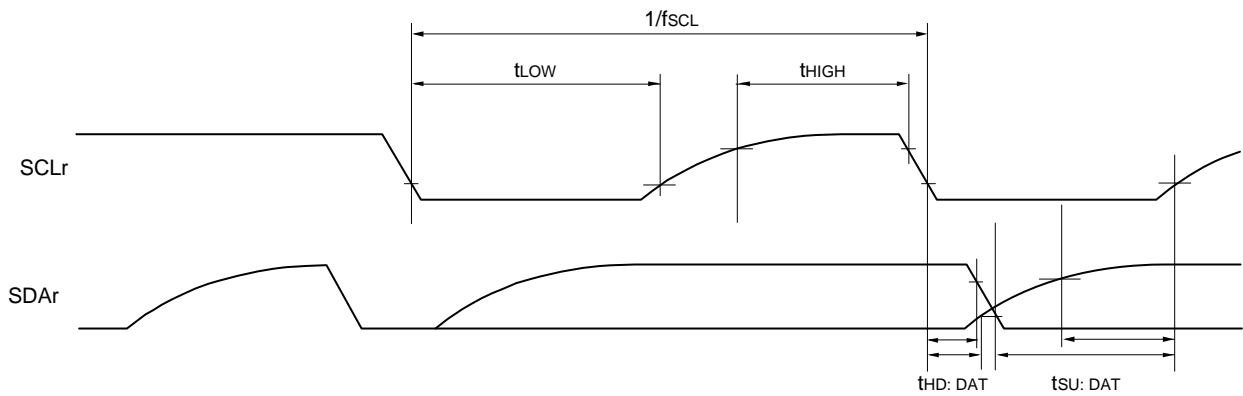 1/fSCL
tLOW
tHIGH
SCLr
SDAr
tHD: DAT
tSU: DAT